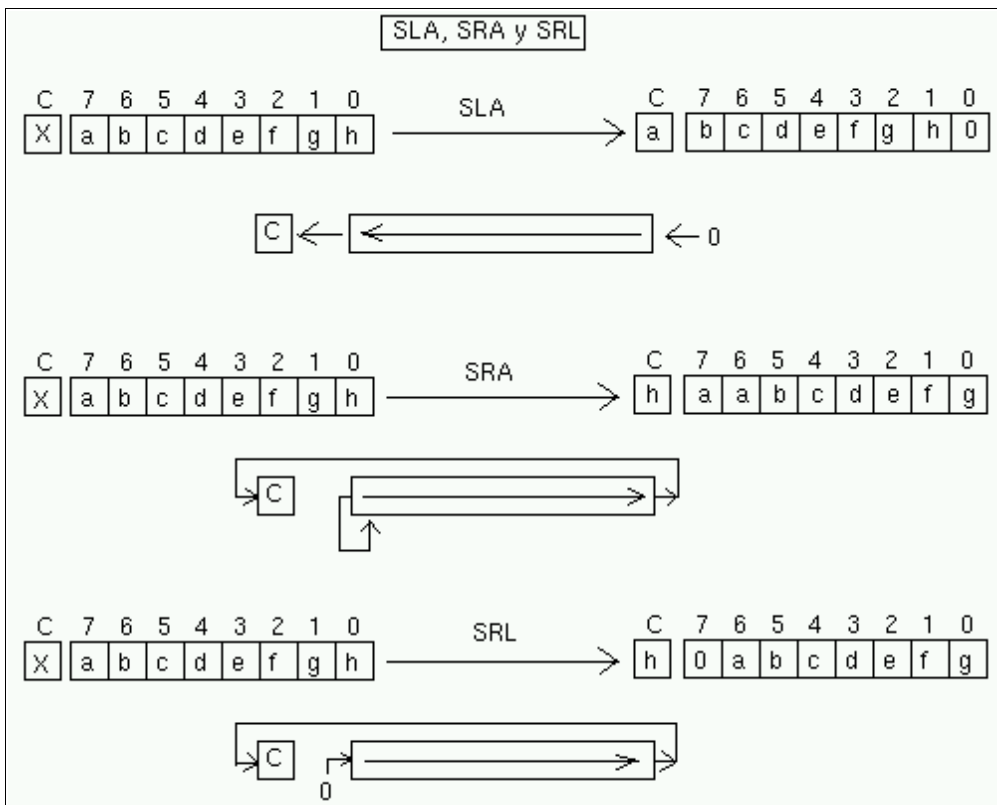 SLA, SRA y SRL
C 7 6 5 4 3 2 1 0 SLA C 7 6 5 4 3 2 1 0
X a b c d e f g h a b c d e f g h 0
C 0
C 7 6 5 4 3 2 1 0 SRA C 7 6 5 4 3 2 1 0
X a b c d e f g h h a a b c d e f g
C
C 7 6 5 4 3 2 1 0 SRL C 7 6 5 4 3 2 1 0
X a b c d e f g h h 0 a b c d e f g
C
0